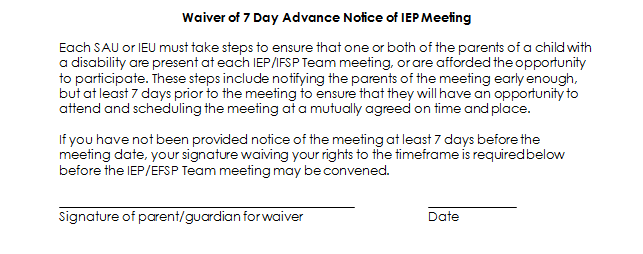 Waiver of 7 Day Advance Notice of IEP Meeting
Each SAU or IEU must take steps to ensure that one or both of the parents of a child with
a disability are present at each IEP/IFSP Team meeting, or are afforded the opportunity
to participate. These steps include notifying the parents of the meeting early enough,
but at least 7 days prior to the meeting to ensure that they will have an opportunity to
attend and scheduling the meeting at a mutually agreed on time and place.
If you have not been provided notice of the meeting at least 7 days before the
meeting date, your signature waiving your rights to the timeframe is required below
before the IEP/EFSP Team meeting may be convened.
Signature of parent/guardian for waiver Date